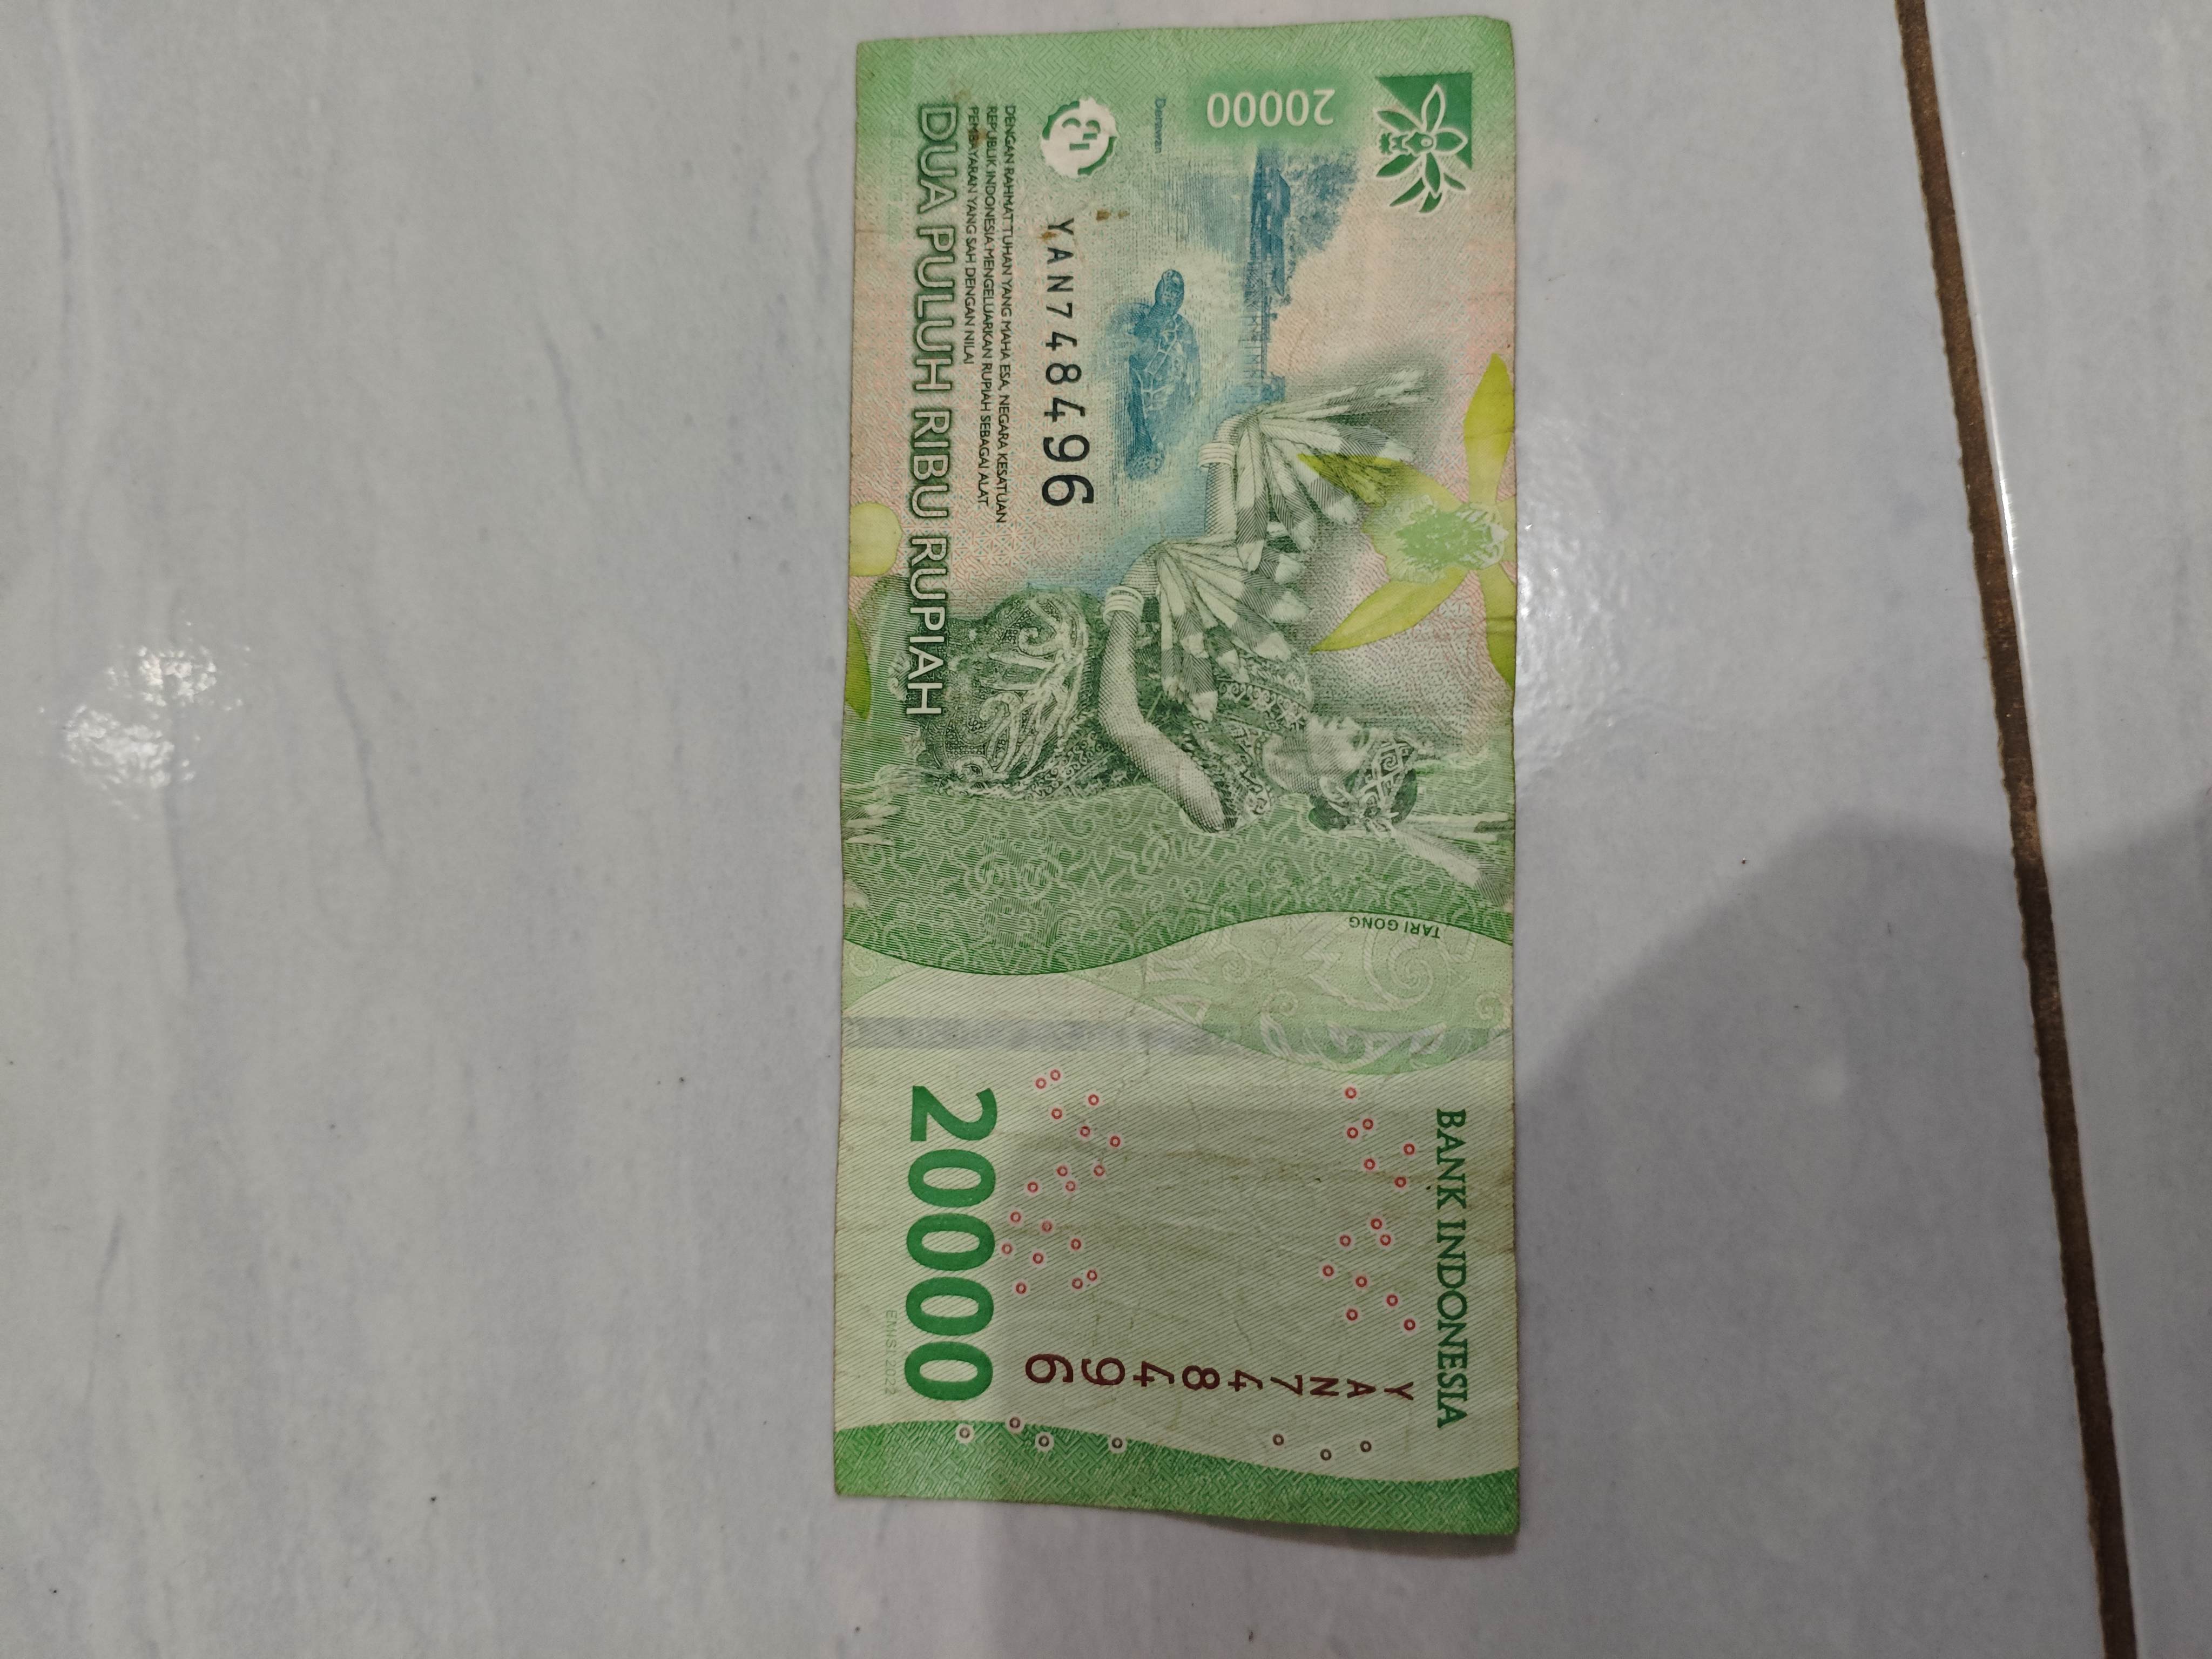 20000
Derawan
YAN748496
DENGAN RAHMAT TUHAN YANG MAHA ESA, NEGARA KESATUAN
REPUBLIK INDONESIA MENGELUARKAN RUPIAH SEBAGAI ALAT
PEMBAYARAN YANG SAH DENGAN NILAI
DUA PULUH RIBU RUPIAH
TARI GONG
BANK INDONESIA
YAN748496
20000
EMISI 2022